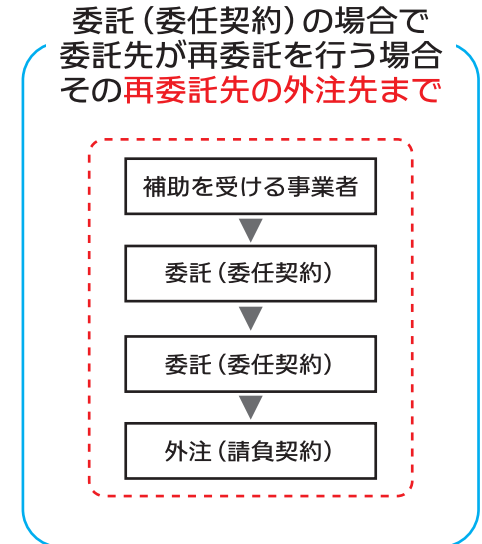 委託（委任契約）の場合で
委託先が再委託を行う場合
その再委託先の外注先まで
補助を受ける事業者
委託（委任契約）
委託（委任契約）
外注（請負契約）